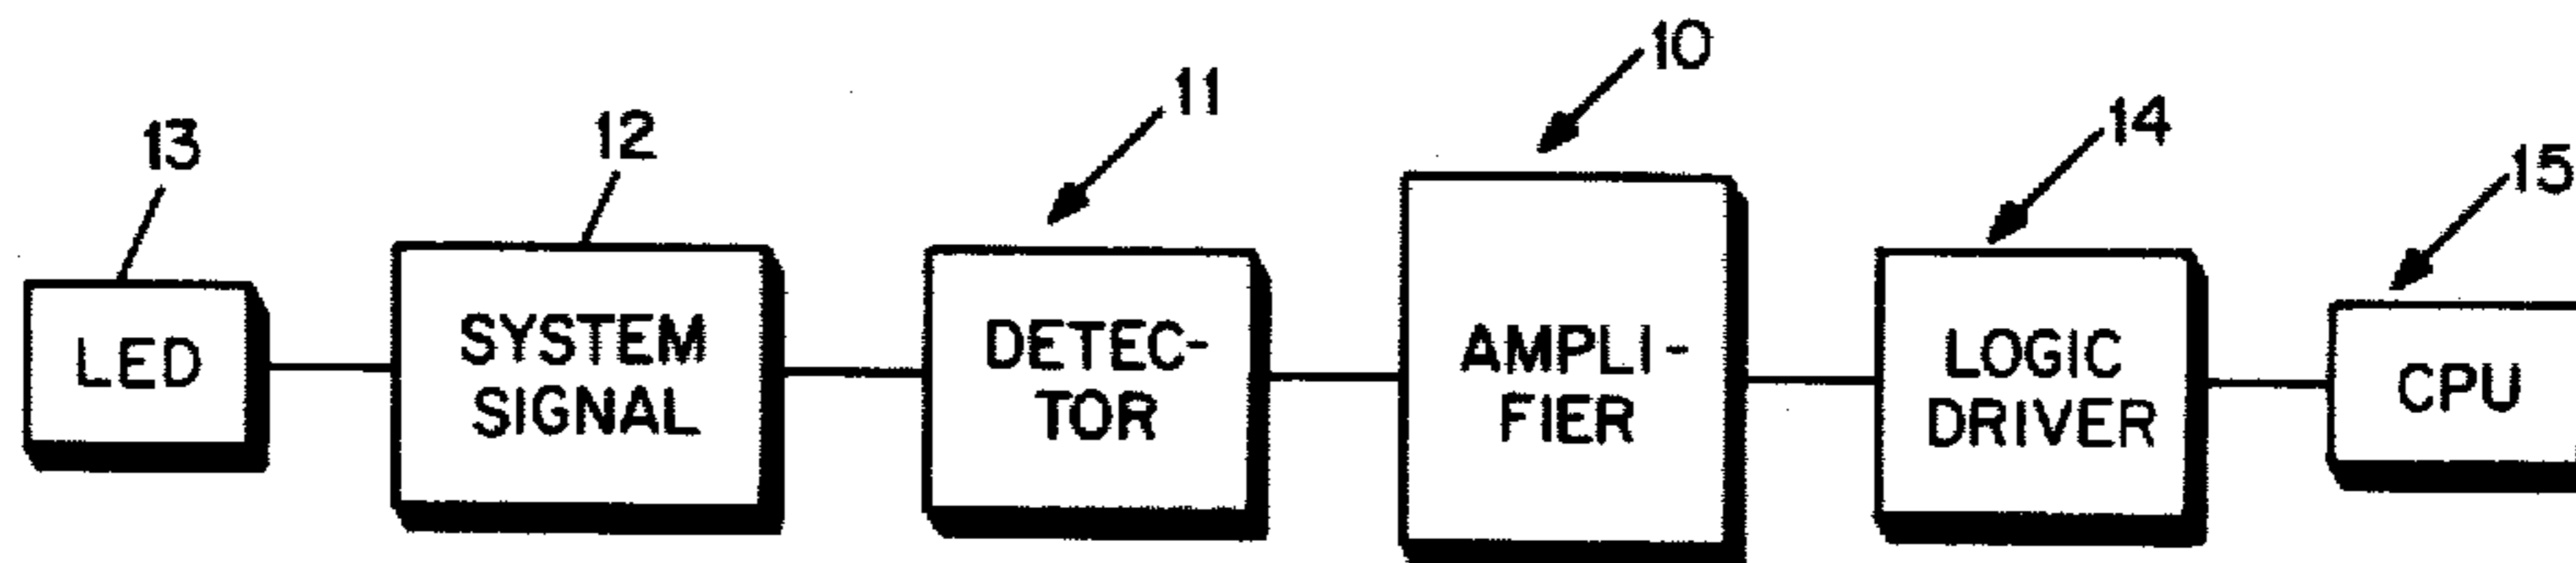 13
12
11
10
14
15
LED
SYSTEM
SIGNAL
DETEC-
TOR
AMPLI-
FIER
LOGIC
DRIVER
CPU